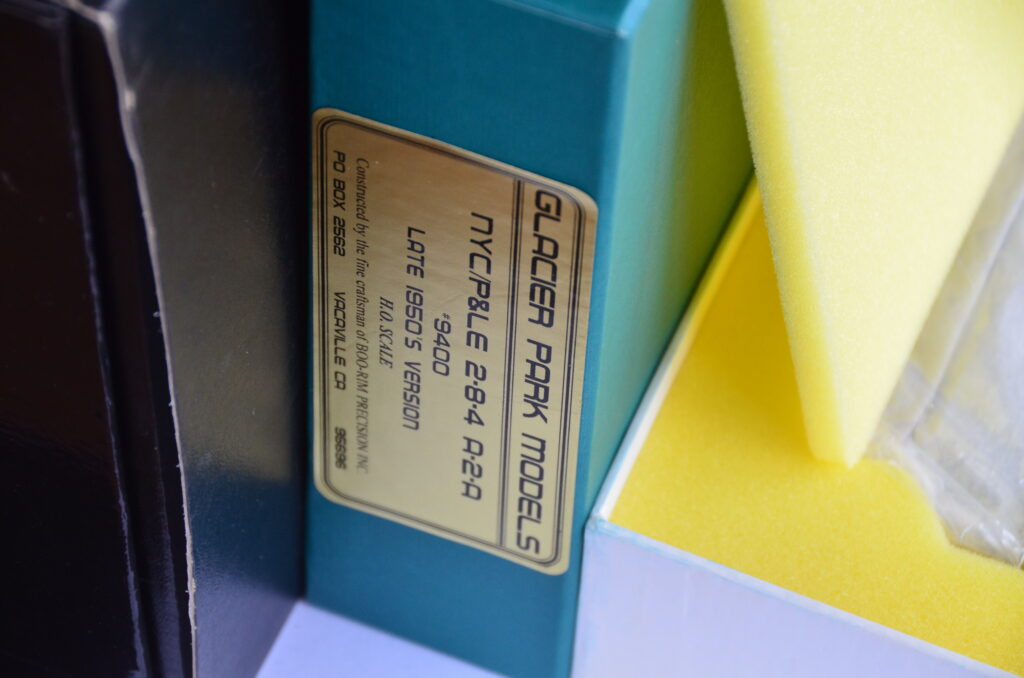 GLACIER PARK MODELS
NYC/P&LE 2-8-4 A-2-A
#9400
LATE 1950'S VERSION
H.O. SCALE
Constructed by the fine craftsman of BOO-RIM PRECISION INC.
PO BOX 2562 VACAVILLE CA 95696